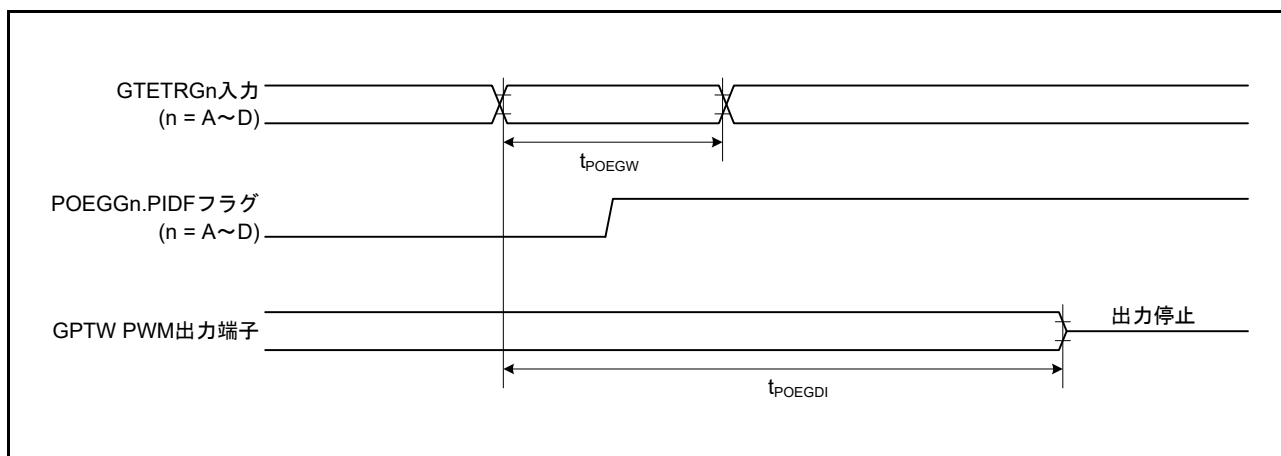 GTETRGn入力
(n = A～D)
tPOEGW
POEGGn.PIDFフラグ
(n = A～D)
GPTW PWM出力端子
出力停止
tPOEGDI